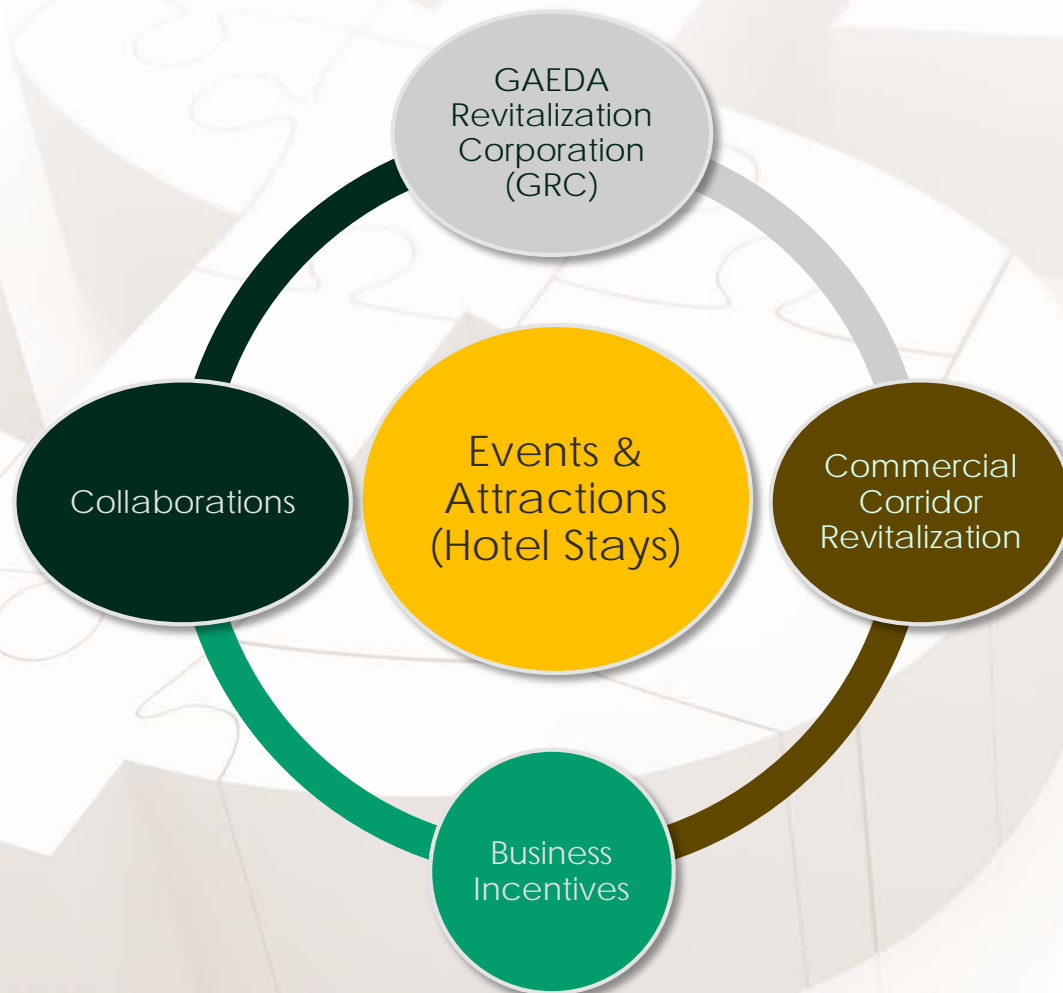 GAEDA
Revitalization
Corporation
(GRC)
Events &
Attractions
(Hotel Stays)
Collaborations
Commercial
Corridor
Revitalization
Business
Incentives